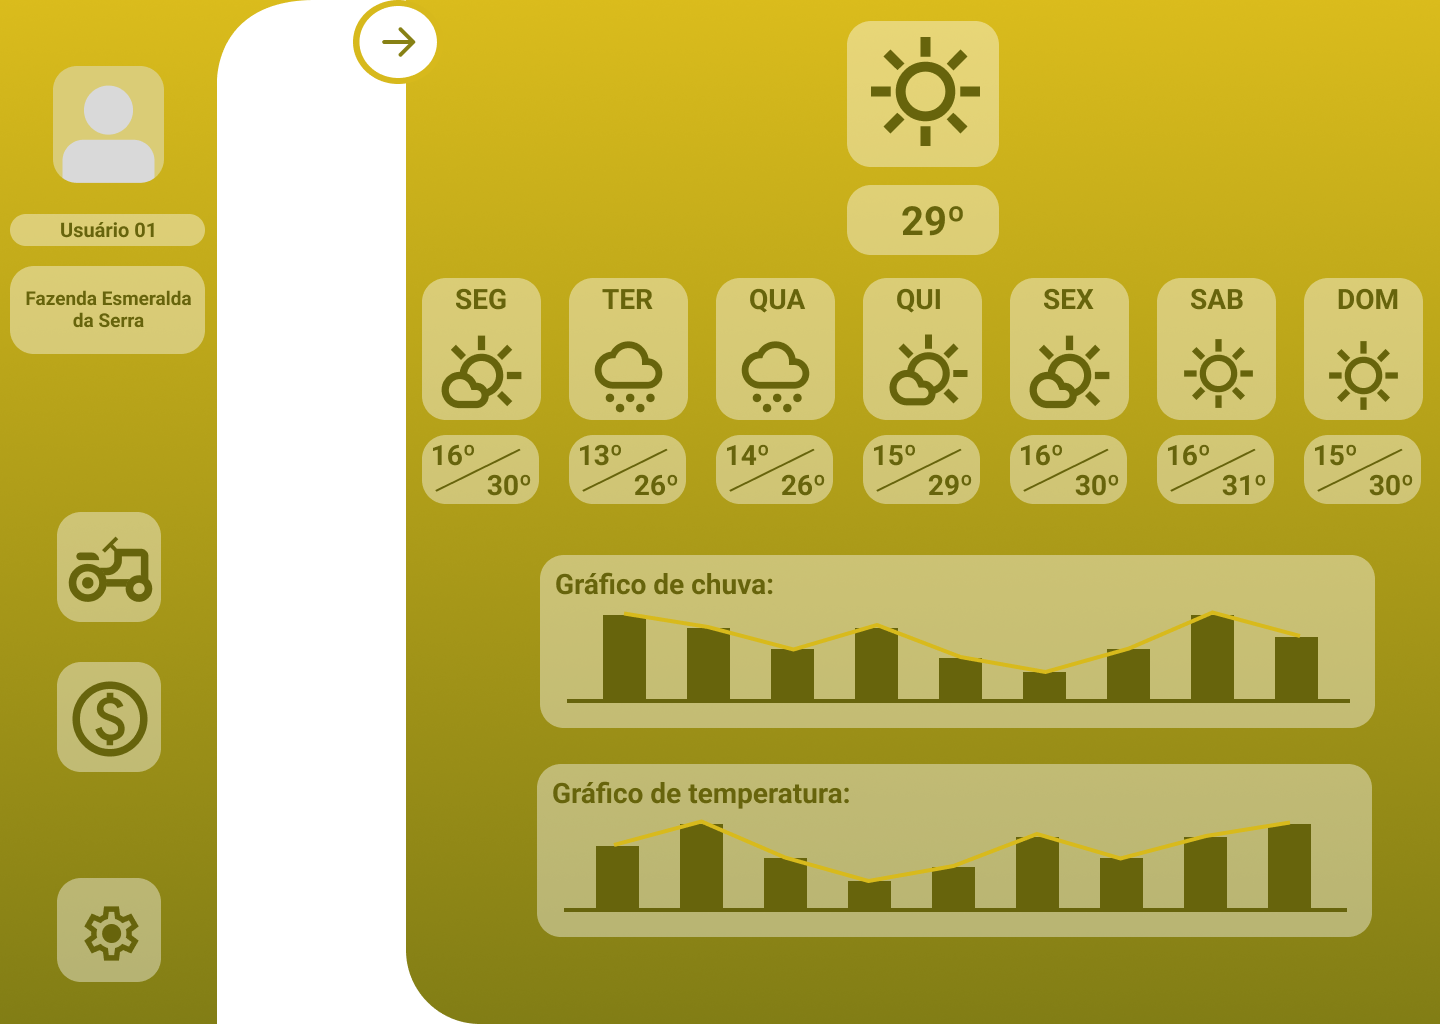 Usuário 01
Fazenda Esmeralda
da Serra
29º
SEG
TER
QUA
QUI
SEX
SAB
DOM
16º
30º
13º
26º
14º
26º
15º
29º
16º
30º
16º
31º
15º
30º
Gráfico de chuva:
Gráfico de temperatura: